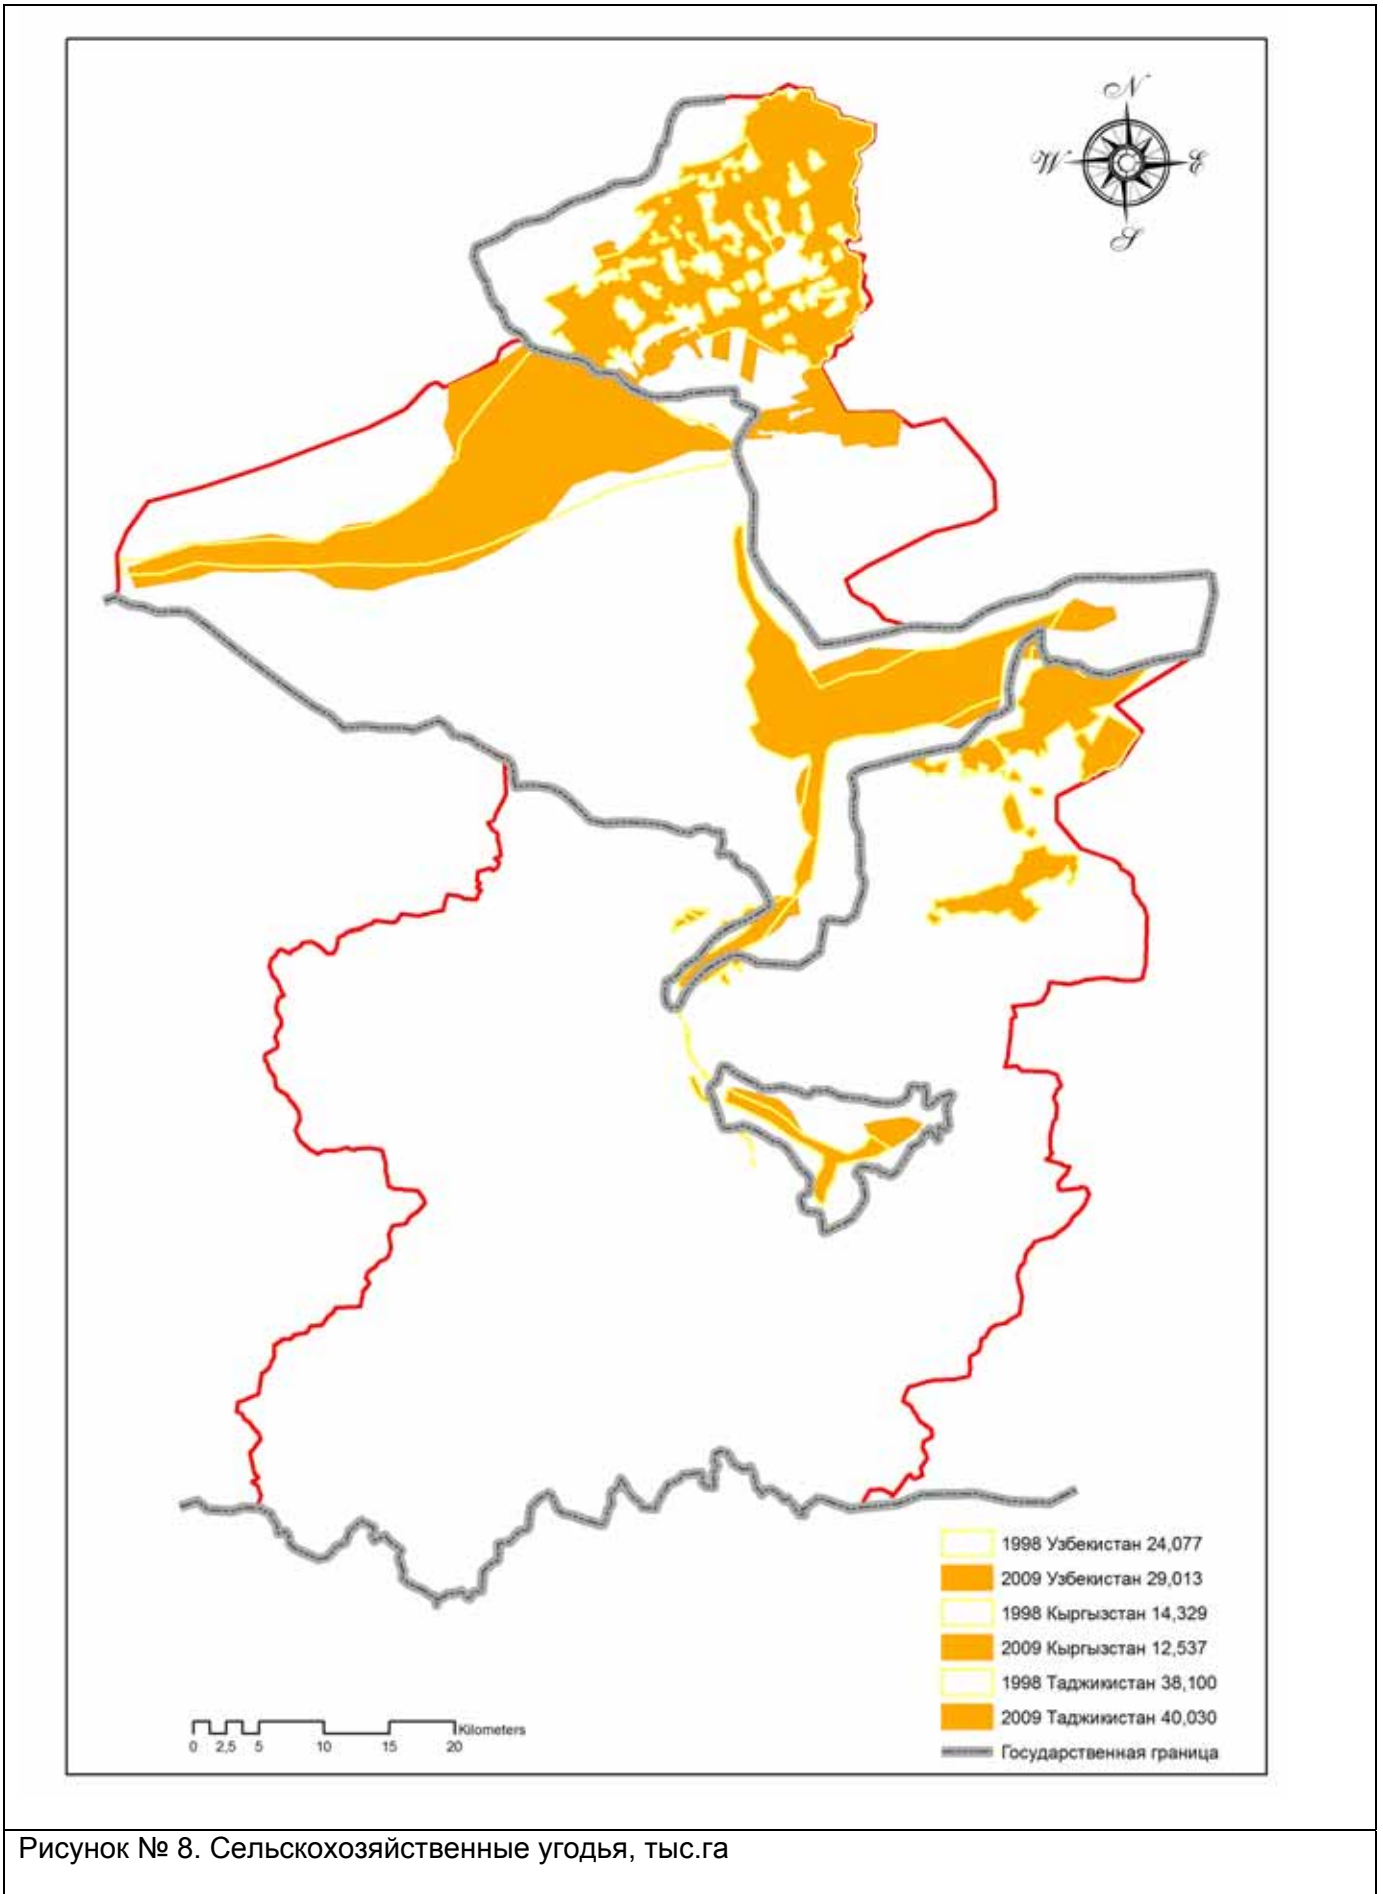 N
W E
S
1998 Узбекистан 24,077
2009 Узбекистан 29,013
1998 Кыргызстан 14,329
2009 Кыргызстан 12,537
1998 Таджикистан 38,100
2009 Таджикистан 40,030
Государственная граница
Kilometers
0 2,5 5 10 15 20
Рисунок № 8. Сельскохозяйственные угодья, тыс.га